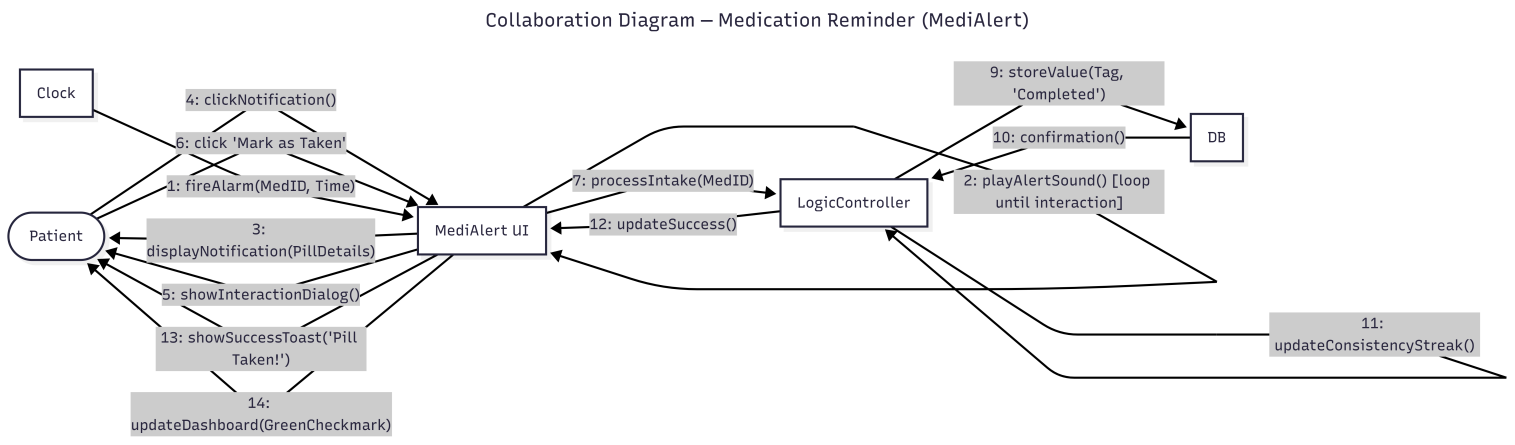 Collaboration Diagram – Medication Reminder (MediAlert)
Clock
4: clickNotification()
6: click 'Mark as Taken'
1: fireAlarm(MedID, Time)
Patient
3:
displayNotification(PillDetails)
MediAlert UI
5: showInteractionDialog()
13: showSuccessToast('Pill
Taken!')
14:
updateDashboard(GreenCheckmark)
7: processIntake(MedID)
12: updateSuccess()
LogicController
9: storeValue(Tag,
'Completed')
10: confirmation()
DB
2: playAlertSound() [loop
until interaction]
11:
updateConsistencyStreak()